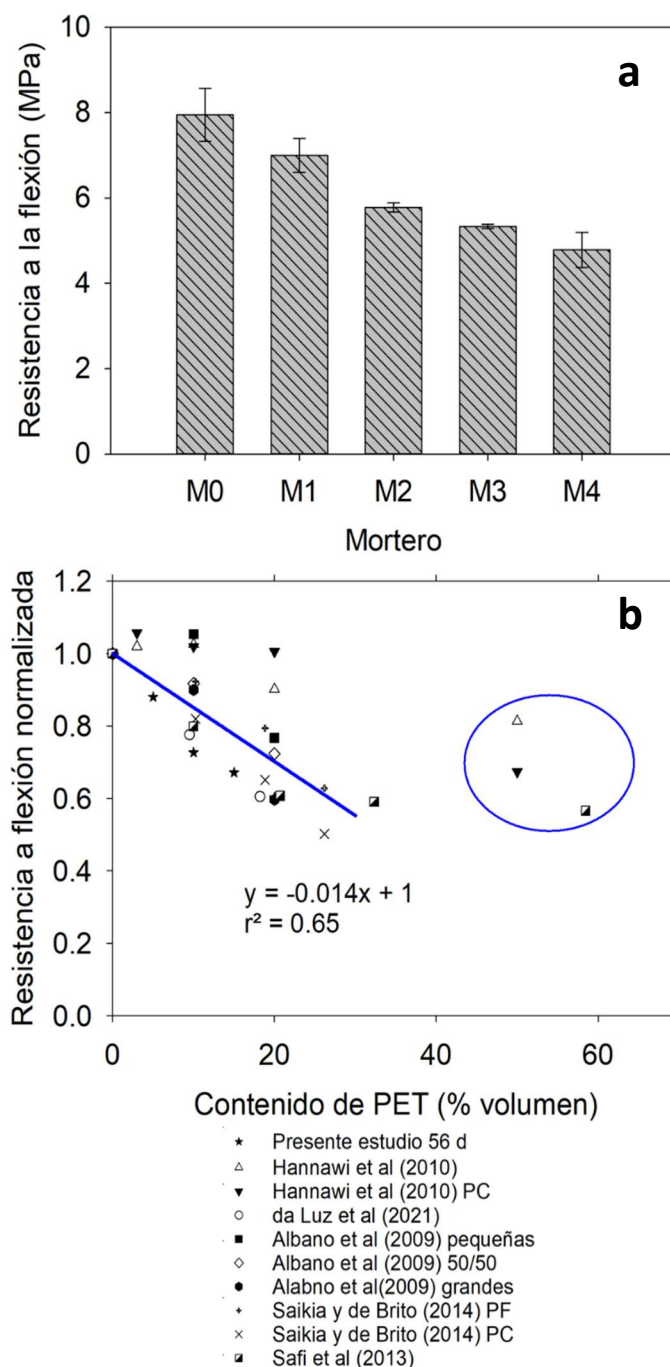 a
10
8
6
4
2
0
Resistencia a la flexión (MPa)
M0 M1 M2 M3 M4
Mortero
b
1.2
1.0
0.8
0.6
0.4
0.2
0.0
Resistencia a flexión normalizada
y = -0.014x + 1
r² = 0.65
0 20 40 60
Contenido de PET (% volumen)
Presente estudio 56 d
Hannawi et al (2010)
Hannawi et al (2010) PC
da Luz et al (2021)
Albano et al (2009) pequeñas
Albano et al (2009) 50/50
Alabno et al(2009) grandes
Saikia y de Brito (2014) PF
Saikia y de Brito (2014) PC
Safi et al (2013)